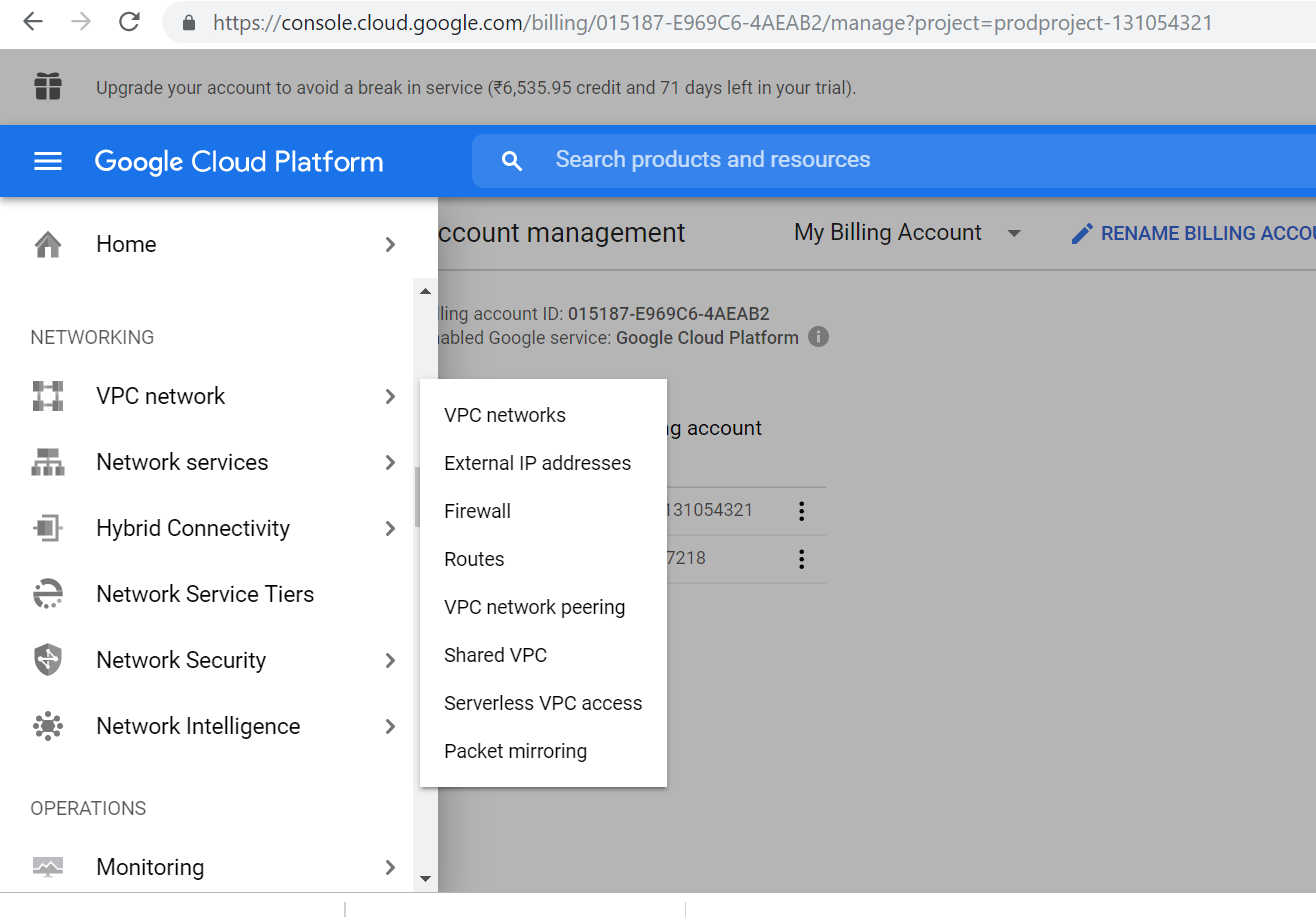 https://console.cloud.google.com/billing/015187-E969C6-4AEAB2/manage?project=prodproject-131054321
Upgrade your account to avoid a break in service (₹6,535.95 credit and 71 days left in your trial).
Google Cloud Platform
Search products and resources
Home
ccount management
My Billing Account
RENAME BILLING ACCOU
lling account ID: 015187-E969C6-4AEAB2
abled Google service: Google Cloud Platform
NETWORKING
VPC network
Network services
Hybrid Connectivity
Network Service Tiers
Network Security
Network Intelligence
OPERATIONS
Monitoring
VPC networks
External IP addresses
Firewall
Routes
VPC network peering
Shared VPC
Serverless VPC access
Packet mirroring
g account
131054321
7218